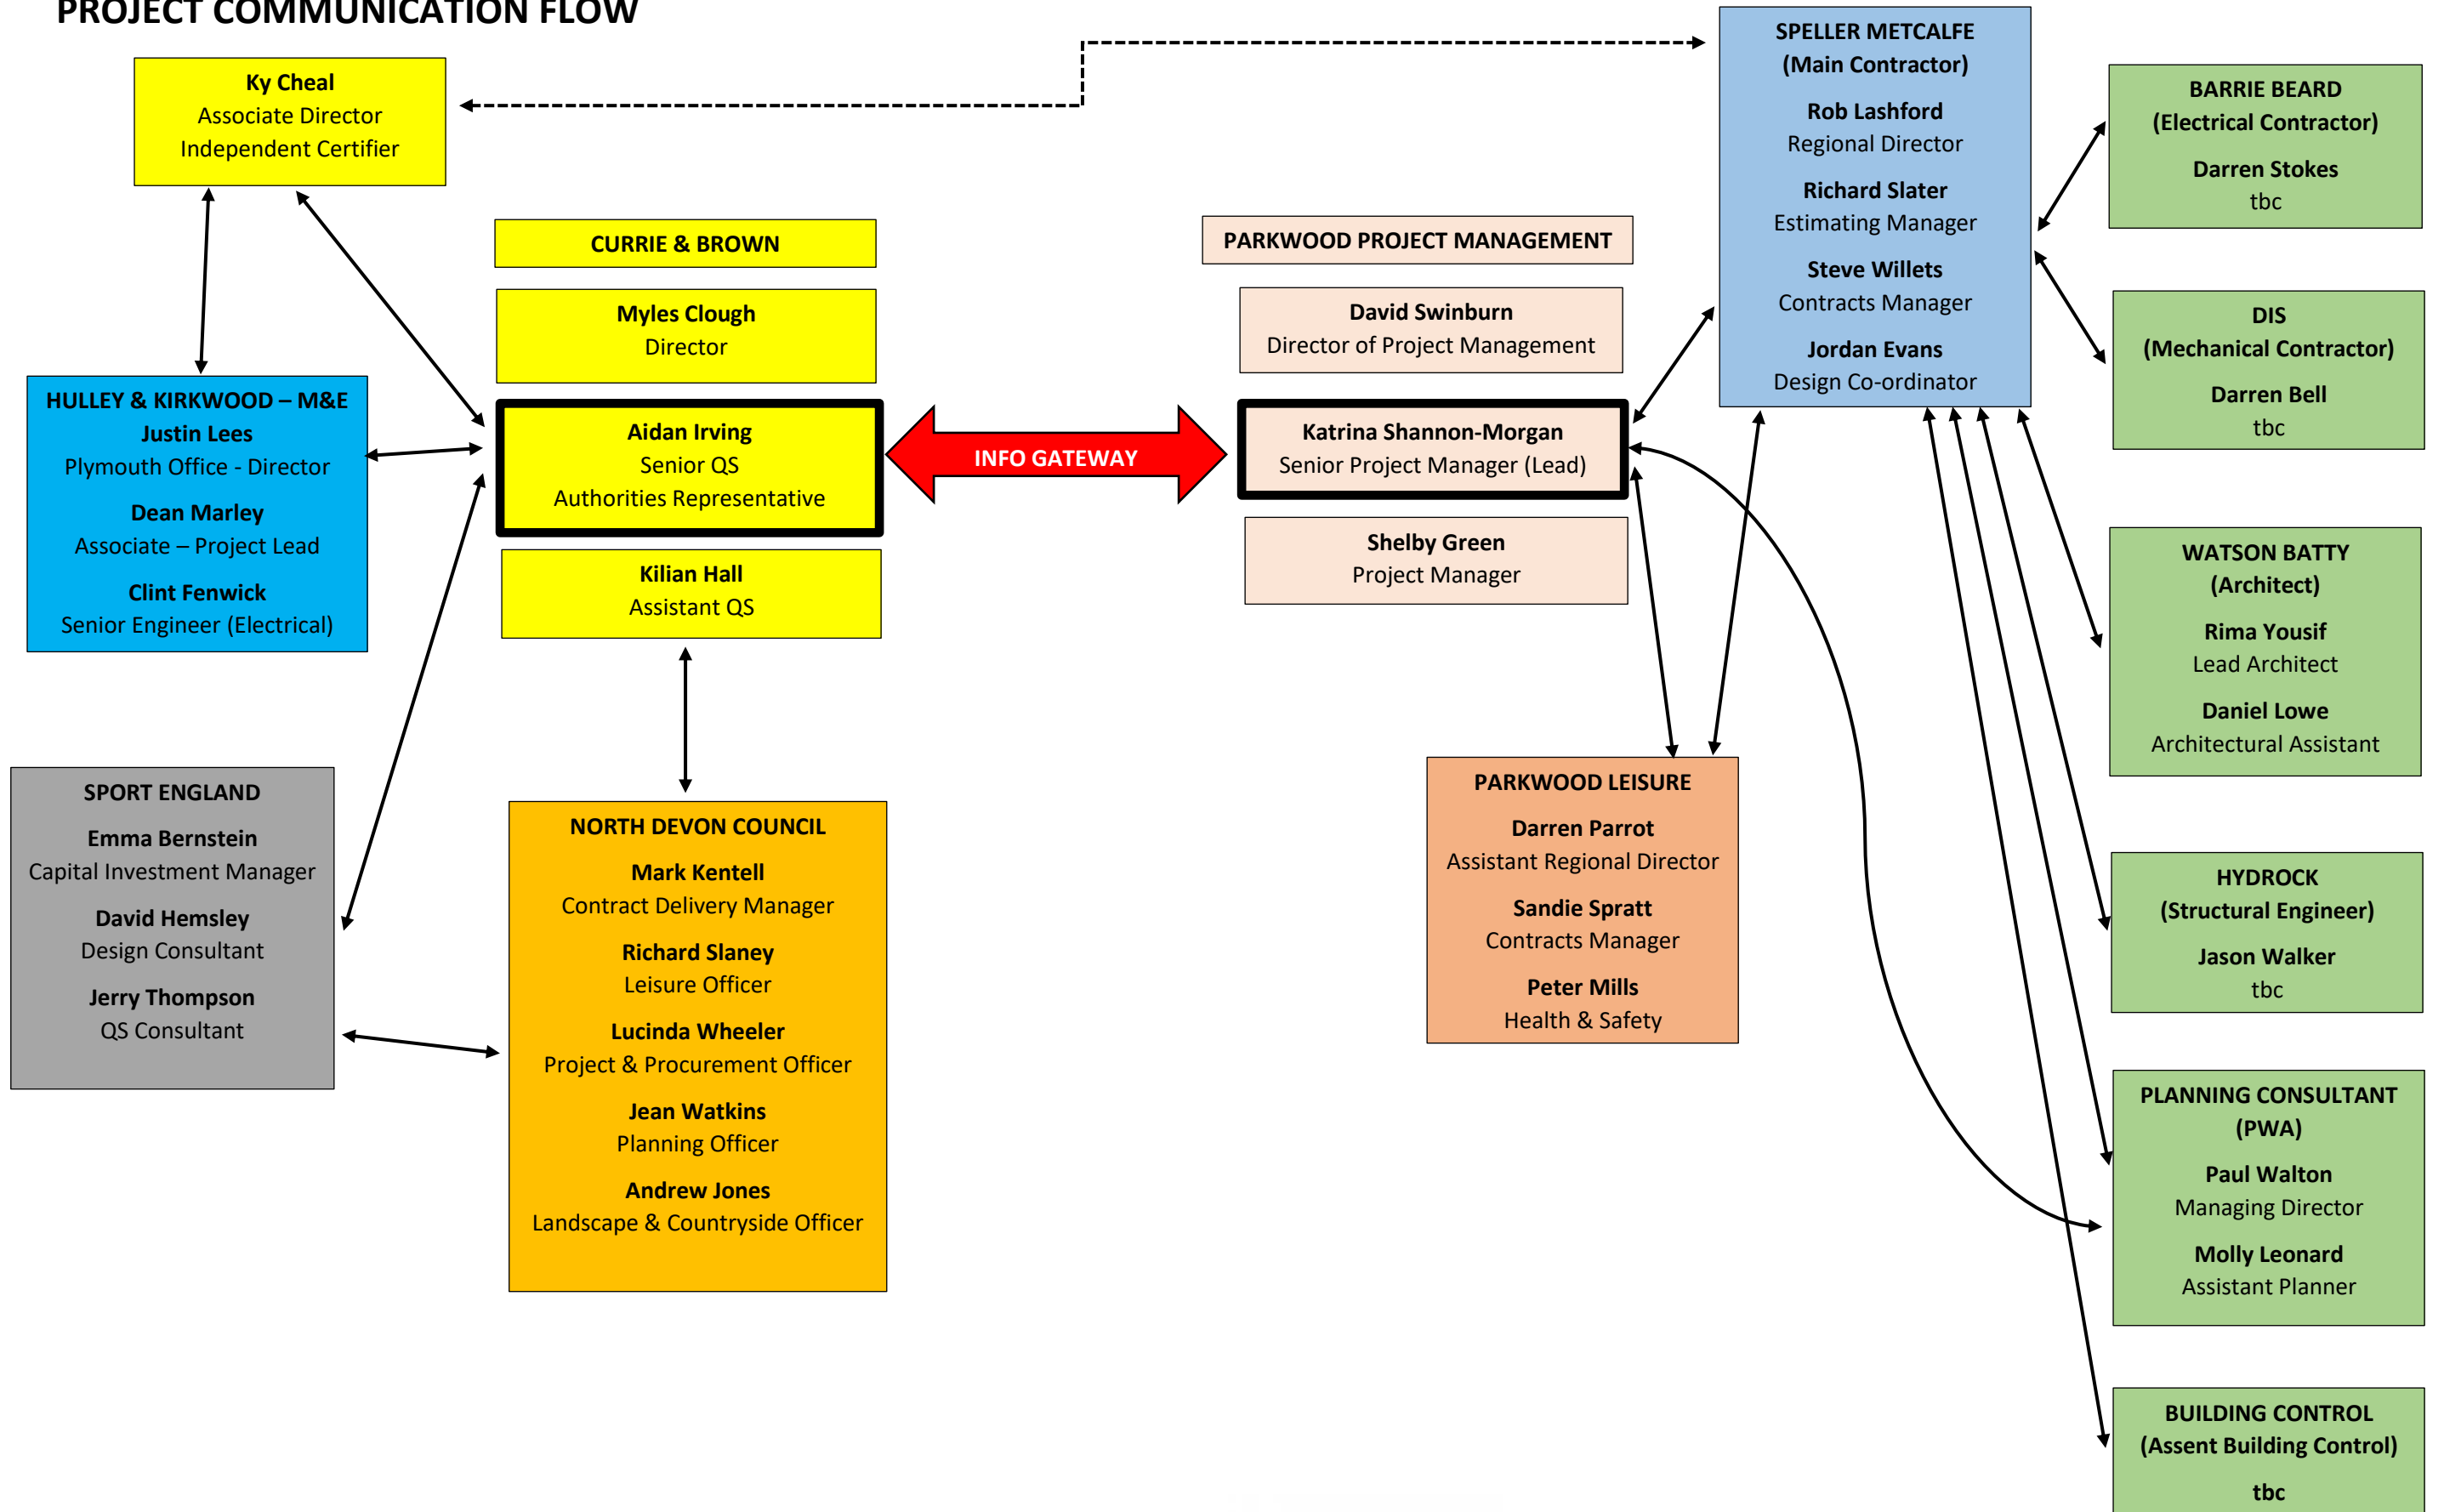 PROJECT COMMUNICATION FLOW
Ky Cheal
Associate Director
Independent Certifier
CURRIE & BROWN
Myles Clough
Director
Aidan Irving
Senior QS
Authorities Representative
Kilian Hall
Assistant QS
HULLEY & KIRKWOOD – M&E
Justin Lees
Plymouth Office - Director
Dean Marley
Associate – Project Lead
Clint Fenwick
Senior Engineer (Electrical)
SPORT ENGLAND
Emma Bernstein
Capital Investment Manager
David Hemsley
Design Consultant
Jerry Thompson
QS Consultant
NORTH DEVON COUNCIL
Mark Kentell
Contract Delivery Manager
Richard Slaney
Leisure Officer
Lucinda Wheeler
Project & Procurement Officer
Jean Watkins
Planning Officer
Andrew Jones
Landscape & Countryside Officer
INFO GATEWAY
PARKWOOD PROJECT MANAGEMENT
David Swinburn
Director of Project Management
Katrina Shannon-Morgan
Senior Project Manager (Lead)
Shelby Green
Project Manager
SPELLER METCALFE
(Main Contractor)
Rob Lashford
Regional Director
Richard Slater
Estimating Manager
Steve Willets
Contracts Manager
Jordan Evans
Design Co-ordinator
PARKWOOD LEISURE
Darren Parrot
Assistant Regional Director
Sandie Spratt
Contracts Manager
Peter Mills
Health & Safety
BARRIE BEARD
(Electrical Contractor)
Darren Stokes
tbc
DIS
(Mechanical Contractor)
Darren Bell
tbc
WATSON BATTY
(Architect)
Rima Yousif
Lead Architect
Daniel Lowe
Architectural Assistant
HYDROCK
(Structural Engineer)
Jason Walker
tbc
PLANNING CONSULTANT
(PWA)
Paul Walton
Managing Director
Molly Leonard
Assistant Planner
BUILDING CONTROL
(Assent Building Control)
tbc